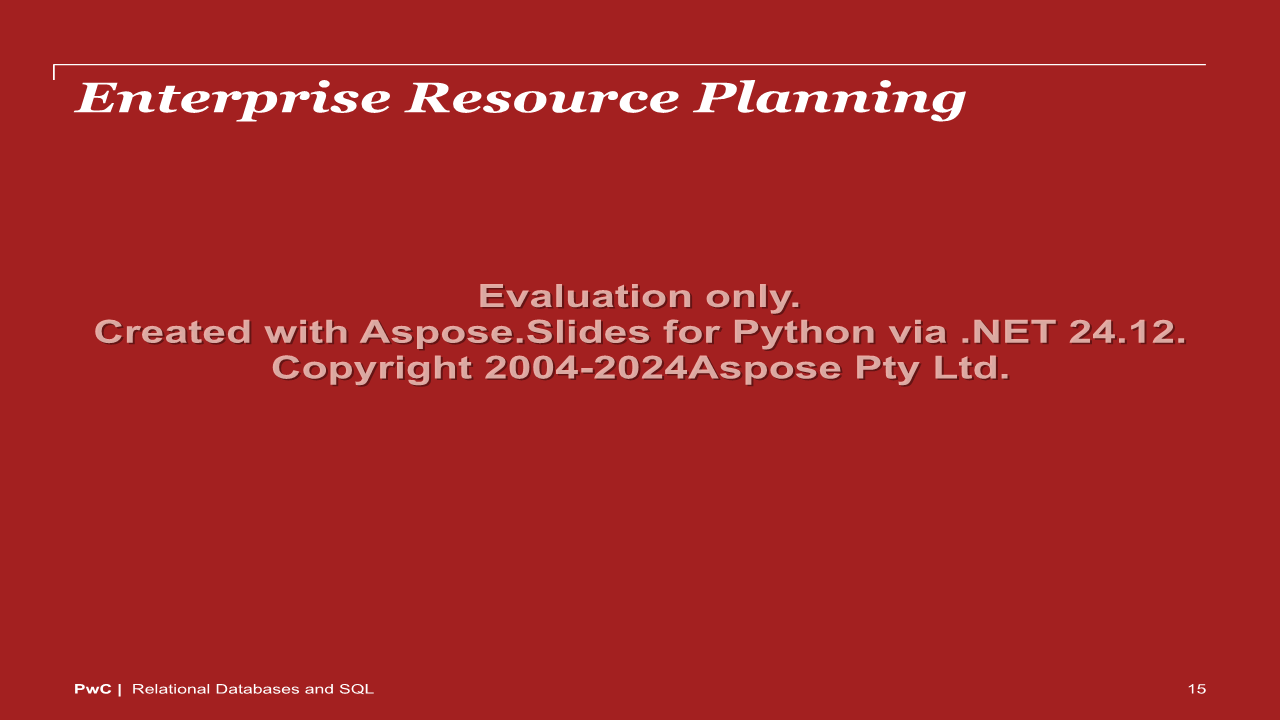 Enterprise Resource Planning
Evaluation only.
Created with Aspose.Slides for Python via .NET 24.12.
Copyright 2004-2024Aspose Pty Ltd.
PwC | Relational Databases and SQL
15